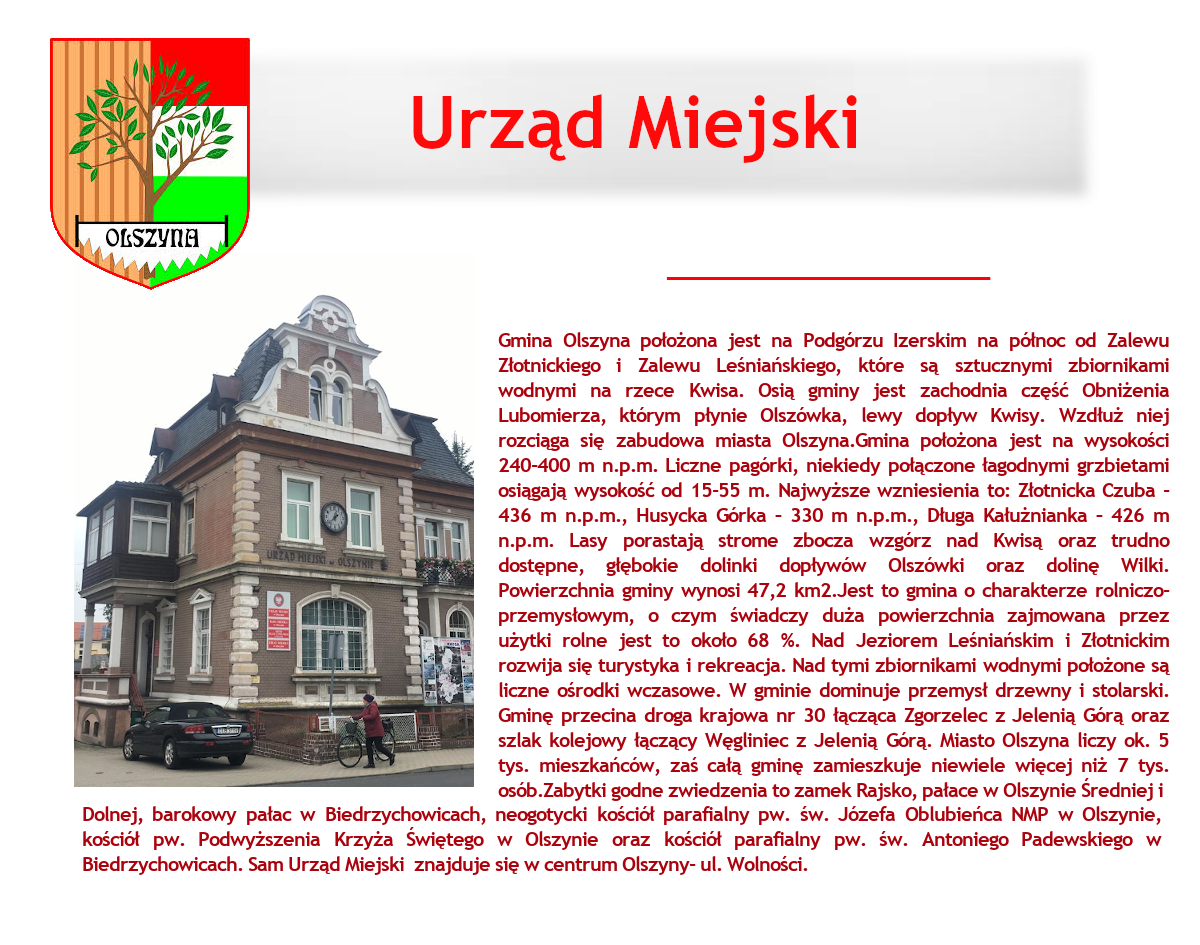 Urząd Miejski
OLSZYNA
Gmina Olszyna położona jest na Podgórzu Izerskim na północ od Zalewu
Złotnickiego i Zalewu Leśniańskiego, które są sztucznymi zbiornikami
wodnymi na rzece Kwisa. Osią gminy jest zachodnia część Obniżenia
Lubomierza, którym płynie Olszówka, lewy dopływ Kwisy. Wzdłuż niej
rozciąga się zabudowa miasta Olszyna.Gmina położona jest na wysokości
240–400 m n.p.m. Liczne pagórki, niekiedy połączone łagodnymi grzbietami
osiągają wysokość od 15–55 m. Najwyższe wzniesienia to: Złotnicka Czuba –
436 m n.p.m., Husycka Górka – 330 m n.p.m., Długa Kałużnianka – 426 m
n.p.m. Lasy porastają strome zbocza wzgórz nad Kwisą oraz trudno
dostępne, głębokie dolinki dopływów Olszówki oraz dolinę Wilki.
Powierzchnia gminy wynosi 47,2 km2.Jest to gmina o charakterze rolniczo-
przemysłowym, o czym świadczy duża powierzchnia zajmowana przez
użytki rolne jest to około 68 %. Nad Jeziorem Leśniańskim i Złotnickim
rozwija się turystyka i rekreacja. Nad tymi zbiornikami wodnymi położone są
liczne ośrodki wczasowe. W gminie dominuje przemysł drzewny i stolarski.
Gminę przecina droga krajowa nr 30 łącząca Zgorzelec z Jelenią Górą oraz
szlak kolejowy łączący Węgliniec z Jelenią Górą. Miasto Olszyna liczy ok. 5
tys. mieszkańców, zaś całą gminę zamieszkuje niewiele więcej niż 7 tys.
osób.Zabytki godne zwiedzenia to zamek Rajsko, pałace w Olszynie Średniej i
Dolnej, barokowy pałac w Biedrzychowicach, neogotycki kościół parafialny pw. św. Józefa Oblubieńca NMP w Olszynie,
kościół pw. Podwyższenia Krzyża Świętego w Olszynie oraz kościół parafialny pw. św. Antoniego Padewskiego w
Biedrzychowicach. Sam Urząd Miejski znajduje się w centrum Olszyny– ul. Wolności.
URZĄD MIEJSKI w OLSZYNIE